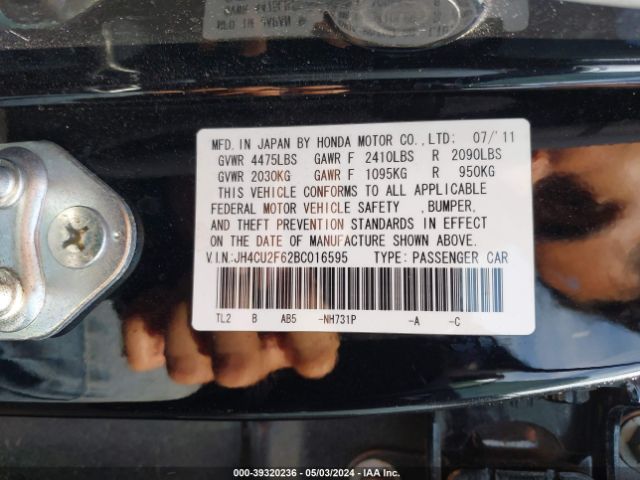 MFD. IN JAPAN BY HONDA MOTOR CO.,LTD: 07/'11
GVWR 4475LBS GAWR F 2410LBS R 2090LBS
GVWR 2030KG GAWR F 1095KG R 950KG
THIS VEHICLE CONFORMS TO ALL APPLICABLE
FEDERAL MOTOR VEHICLE SAFETY ,BUMPER,
AND THEFT PREVENTION STANDARDS IN EFFECT
ON THE DATE OF MANUFACTURE SHOWN ABOVE.
V.I.N.:JH4CU2F62BC016595 TYPE: PASSENGER CAR
TL2 B AB5 -NH731P -A -C
000-39320236 - 05/03/2024 - IAA Inc.